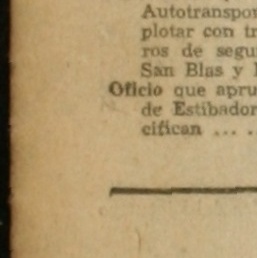 Autotranspor
plotar con tr
ros de segu
San Blas y
Oficio que apru
de Estibador
cifican ... .